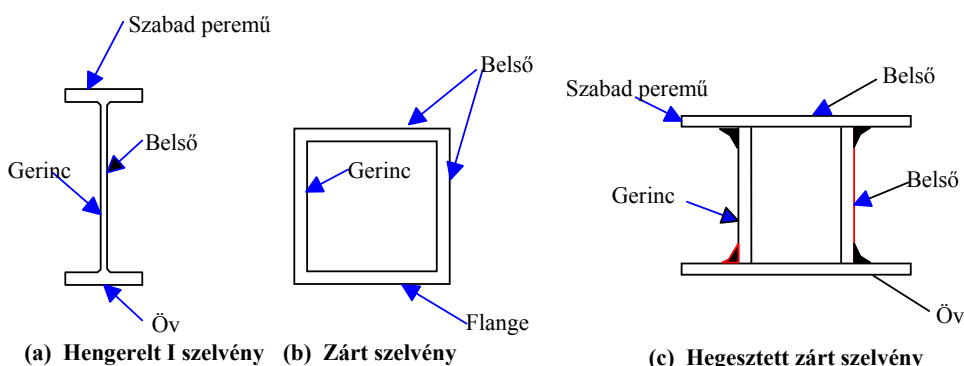 Szabad peremű
Belső
Gerinc
Öv
(a) Hengerelt I szelvény
Belső
Gerinc
Flange
(b) Zárt szelvény
Szabad peremű
Belső
Gerinc
Belső
Öv
(c) Hegesztett zárt szelvény